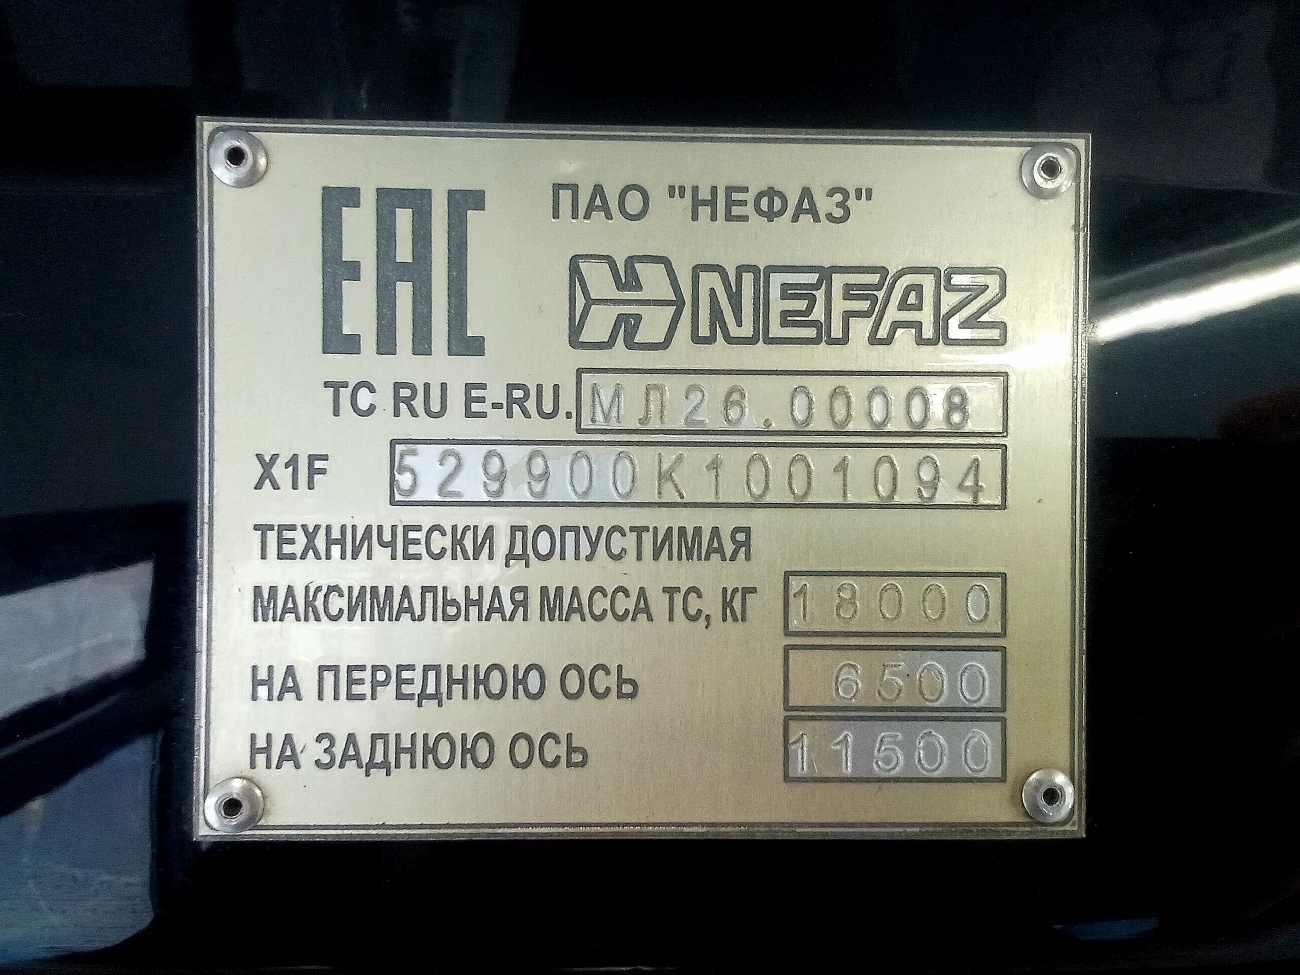 ЕАС
ПАО "НЕФАЗ"
NEFAZ
ТС RU E-RU. МЛ26.00008
X1F 529900K1001094
ТЕХНИЧЕСКИ ДОПУСТИМАЯ
МАКСИМАЛЬНАЯ МАССА ТС, КГ 18000
НА ПЕРЕДНЮЮ ОСЬ 6500
НА ЗАДНЮЮ ОСЬ 11500